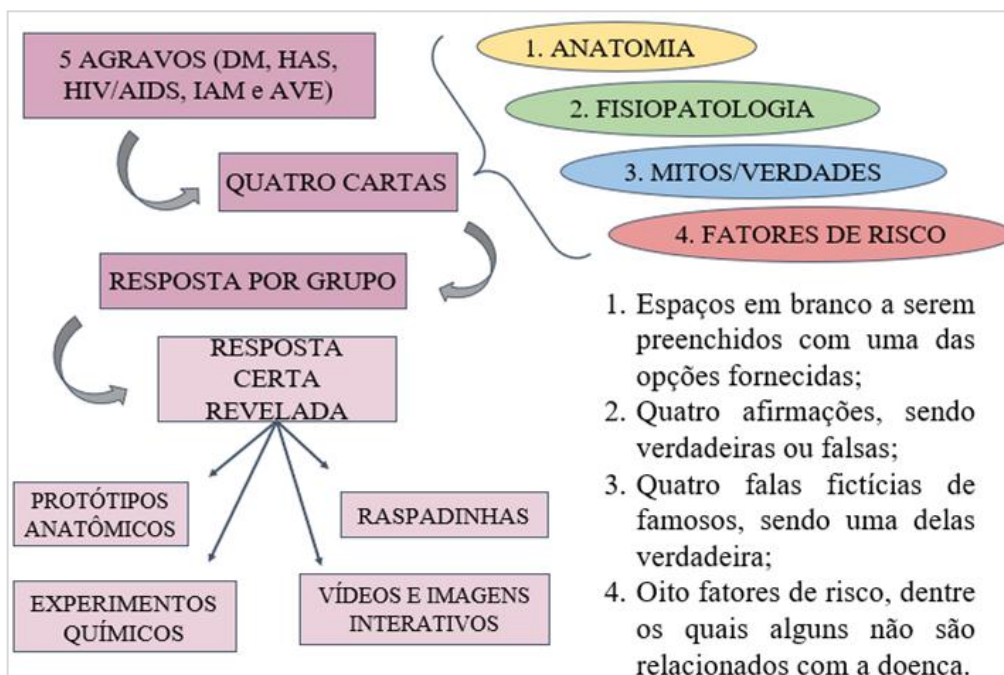 5 AGRAVOS (DM, HAS,
HIV/AIDS, IAM e AVE)
QUATRO CARTAS
RESPOSTA POR GRUPO
RESPOSTA
CERTA
REVELADA
PROTÓTIPOS
ANATÔMICOS
RASPADINHAS
EXPERIMENTOS
QUÍMICOS
VÍDEOS E IMAGENS
INTERATIVOS
1. ANATOMIA
2. FISIOPATOLOGIA
3. MITOS/VERDADES
4. FATORES DE RISCO
1. Espaços em branco a serem
preenchidos com uma das
opções fornecidas;
2. Quatro afirmações, sendo
verdadeiras ou falsas;
3. Quatro falas fictícias de
famosos, sendo uma delas
verdadeira;
4. Oito fatores de risco, dentre
os quais alguns não são
relacionados com a doença.